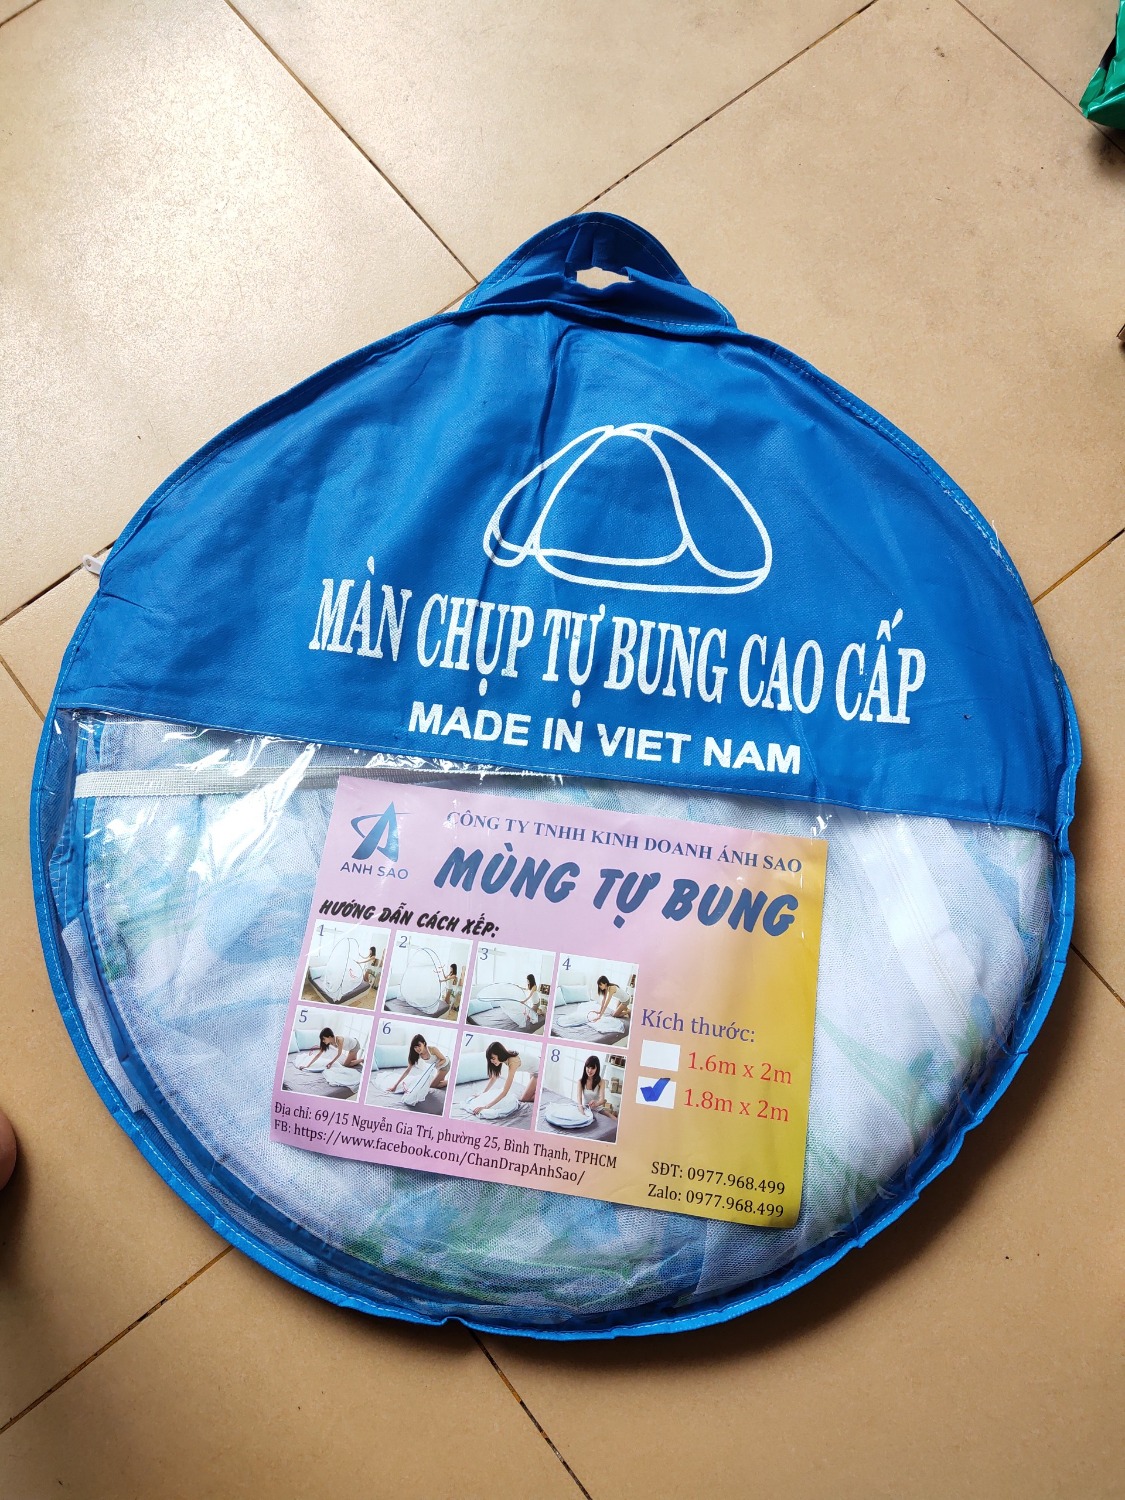 MÀN CHỤP TỰ BUNG CAO CẤP
MADE IN VIET NAM
ANH SAO
CÔNG TY TNHH KINH DOANH ÁNH SAO
MÙNG TỰ BUNG
HƯỚNG DẪN CÁCH XẾP:
1
2
3
4
5
6
7
8
Kích thước:
1.6m x 2m
1.8m x 2m
Địa chỉ: 69/15 Nguyễn Gia Trí, phường 25, Bình Thạnh, TPHCM
FB: https://www.facebook.com/ChanDrapAnhSao/
SĐT: 0977.968.499
Zalo: 0977.968.499